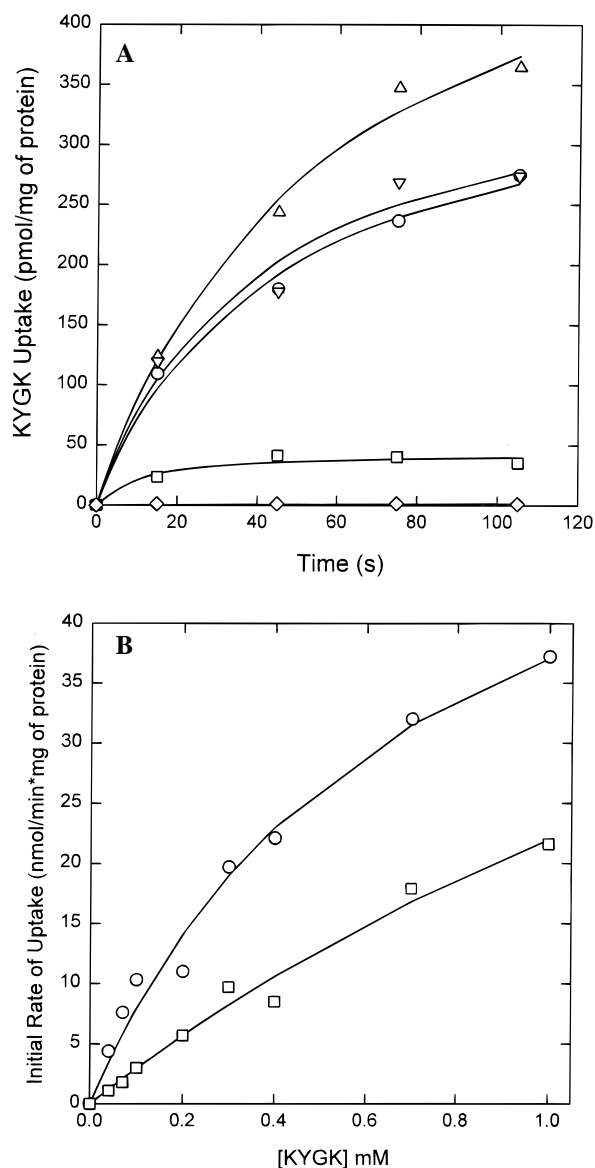 A
KYGK Uptake (pmol/mg of protein)
400
350
300
250
200
150
100
50
0
0 20 40 60 80 100 120
Time (s)
B
Initial Rate of Uptake (nmol/min*mg of protein)
40
35
30
25
20
15
10
5
0
0.0 0.2 0.4 0.6 0.8 1.0
[KYGK] mM